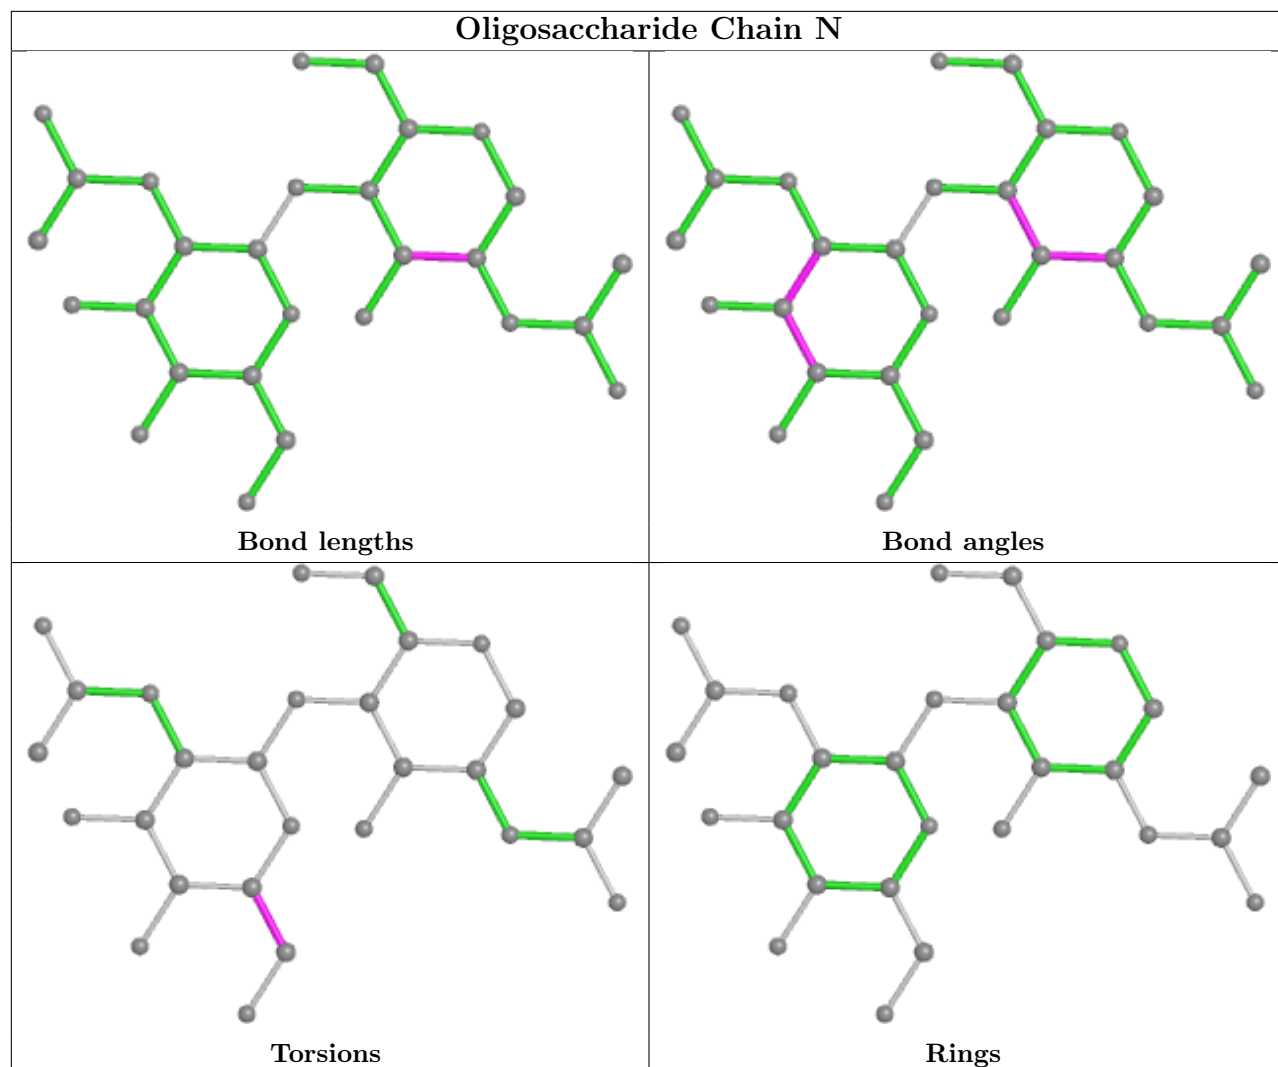 Oligosaccharide Chain N
Bond lengths
Bond angles
Torsions
Rings